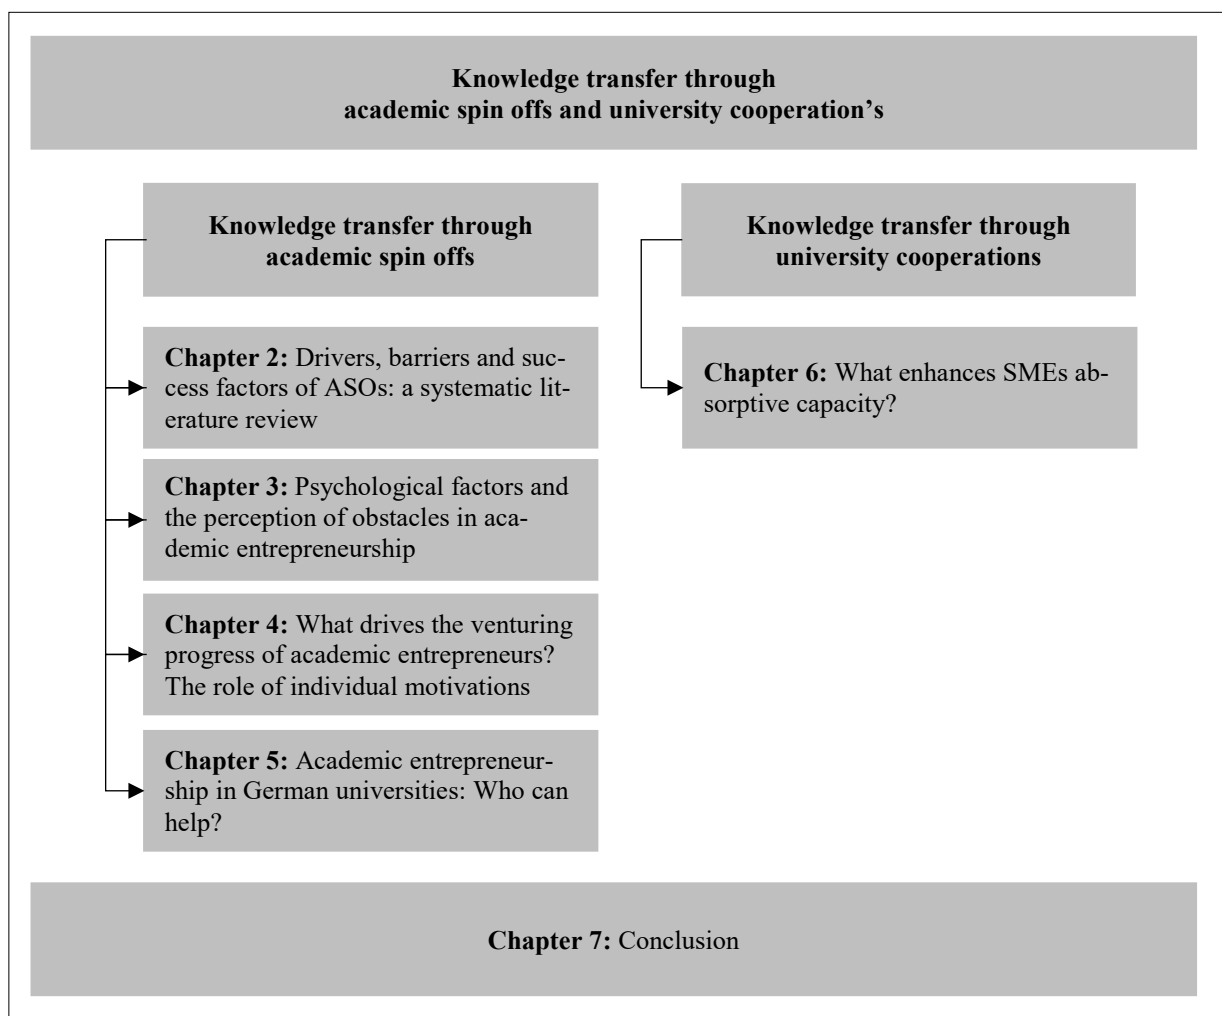 Knowledge transfer through
academic spin offs and university cooperation’s
Knowledge transfer through
academic spin offs
Chapter 2: Drivers, barriers and suc-
cess factors of ASOs: a systematic lit-
erature review
Chapter 3: Psychological factors and
the perception of obstacles in aca-
demic entrepreneurship
Chapter 4: What drives the venturing
progress of academic entrepreneurs?
The role of individual motivations
Chapter 5: Academic entrepreneur-
ship in German universities: Who can
help?
Knowledge transfer through
university cooperations
Chapter 6: What enhances SMEs ab-
sorptive capacity?
Chapter 7: Conclusion